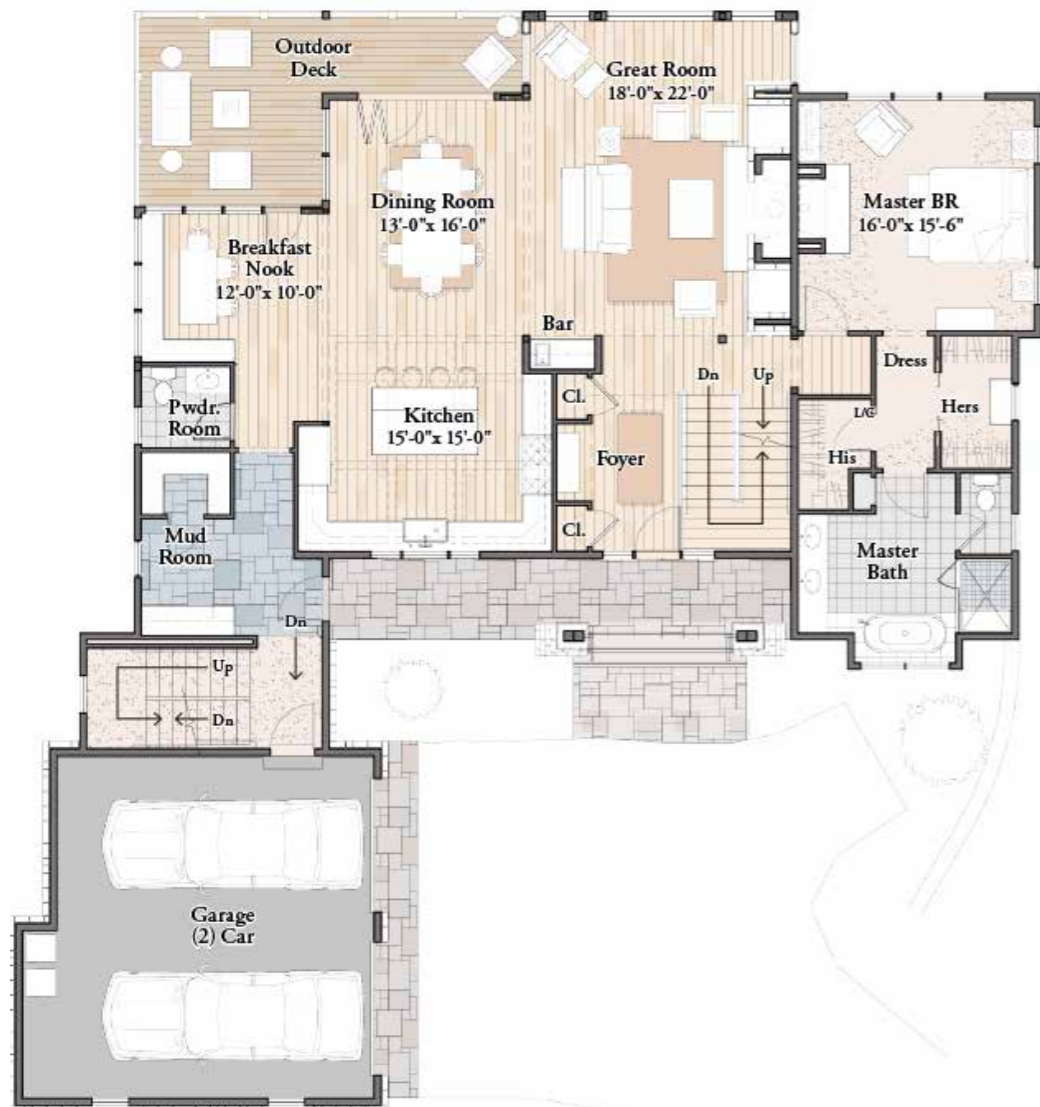 Outdoor
Deck
Great Room
18'-0"x 22'-0"
Dining Room
13'-0"x 16'-0"
Master BR
16'-0"x 15'-6"
Breakfast
Nook
12'-0"x 10'-0"
Bar
Dress
Dn
Up
Cl.
Pwdr.
Room
Kitchen
15'-0"x 15'-0"
L/C
Hers
Foyer
His
Cl.
Mud
Room
Master
Bath
Dn
Up
Dn
Garage
(2) Car